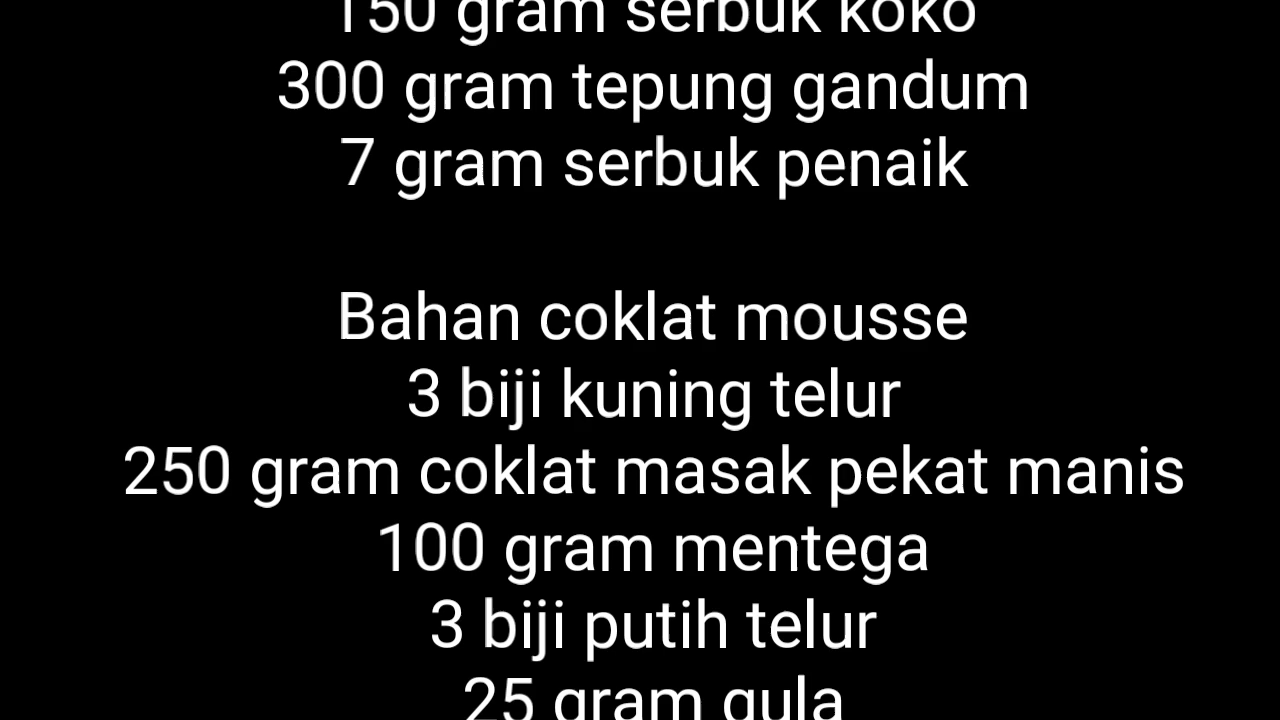 150 gram serbuk koko
300 gram tepung gandum
7 gram serbuk penaik
Bahan coklat mousse
3 biji kuning telur
250 gram coklat masak pekat manis
100 gram mentega
3 biji putih telur
25 gram gula